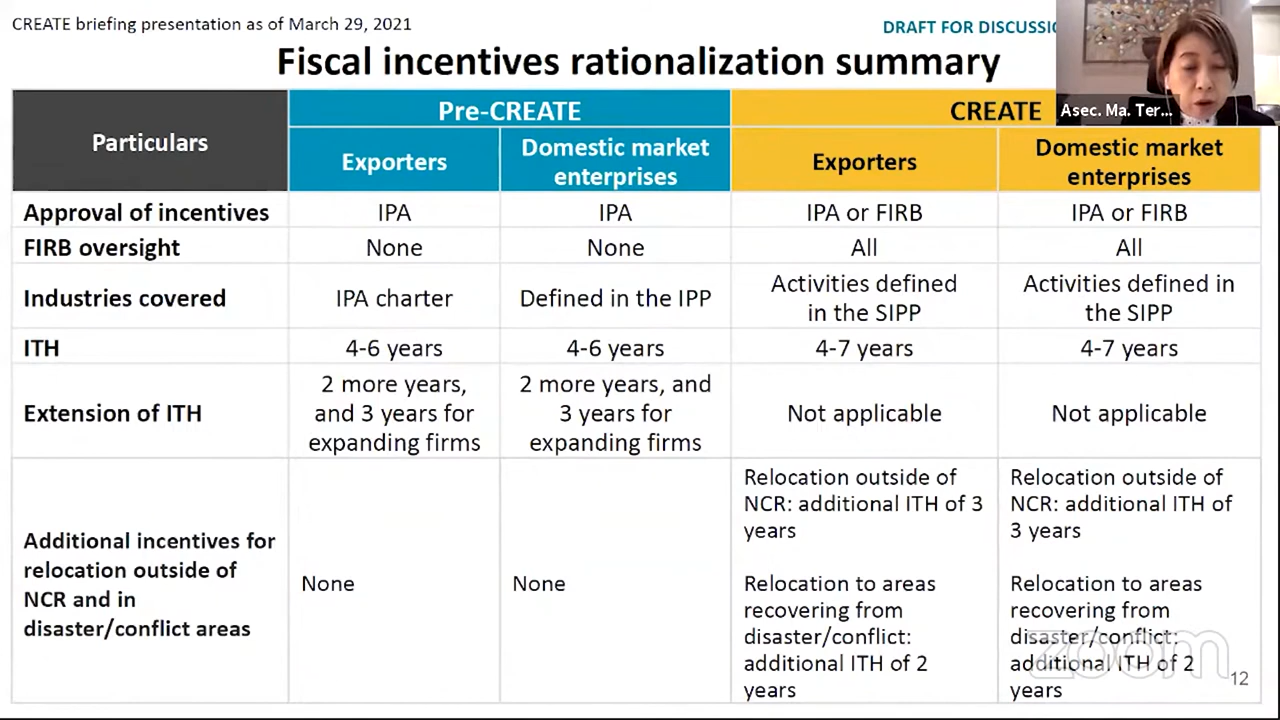 CREATE briefing presentation as of March 29, 2021
DRAFT FOR
Fiscal incentives rationalization summary
Asec. Ma. Ter...
Particulars
Pre-CREATE
CREATE
Exporters
Domestic market
enterprises
Exporters
Domestic market
enterprises
Approval of incentives
IPA
IPA
IPA or FIRB
IPA or FIRB
FIRB oversight
None
None
All
All
Industries covered
IPA charter
Defined in the IPP
Activities defined
in the SIPP
Activities defined in
the SIPP
ITH
4-6 years
4-6 years
4-7 years
4-7 years
Extension of ITH
2 more years,
and 3 years for
expanding firms
2 more years, and
3 years for
expanding firms
Not applicable
Not applicable
Additional incentives for
relocation outside of
NCR and in
disaster/conflict areas
None
None
Relocation outside of
NCR: additional ITH of 3
years
Relocation to areas
recovering from
disaster/conflict:
additional ITH of 2
years
Relocation outside of
NCR: additional ITH of
3 years
Relocation to areas
recovering from
disaster/conflict:
additional ITH of 2
years
zoom
12